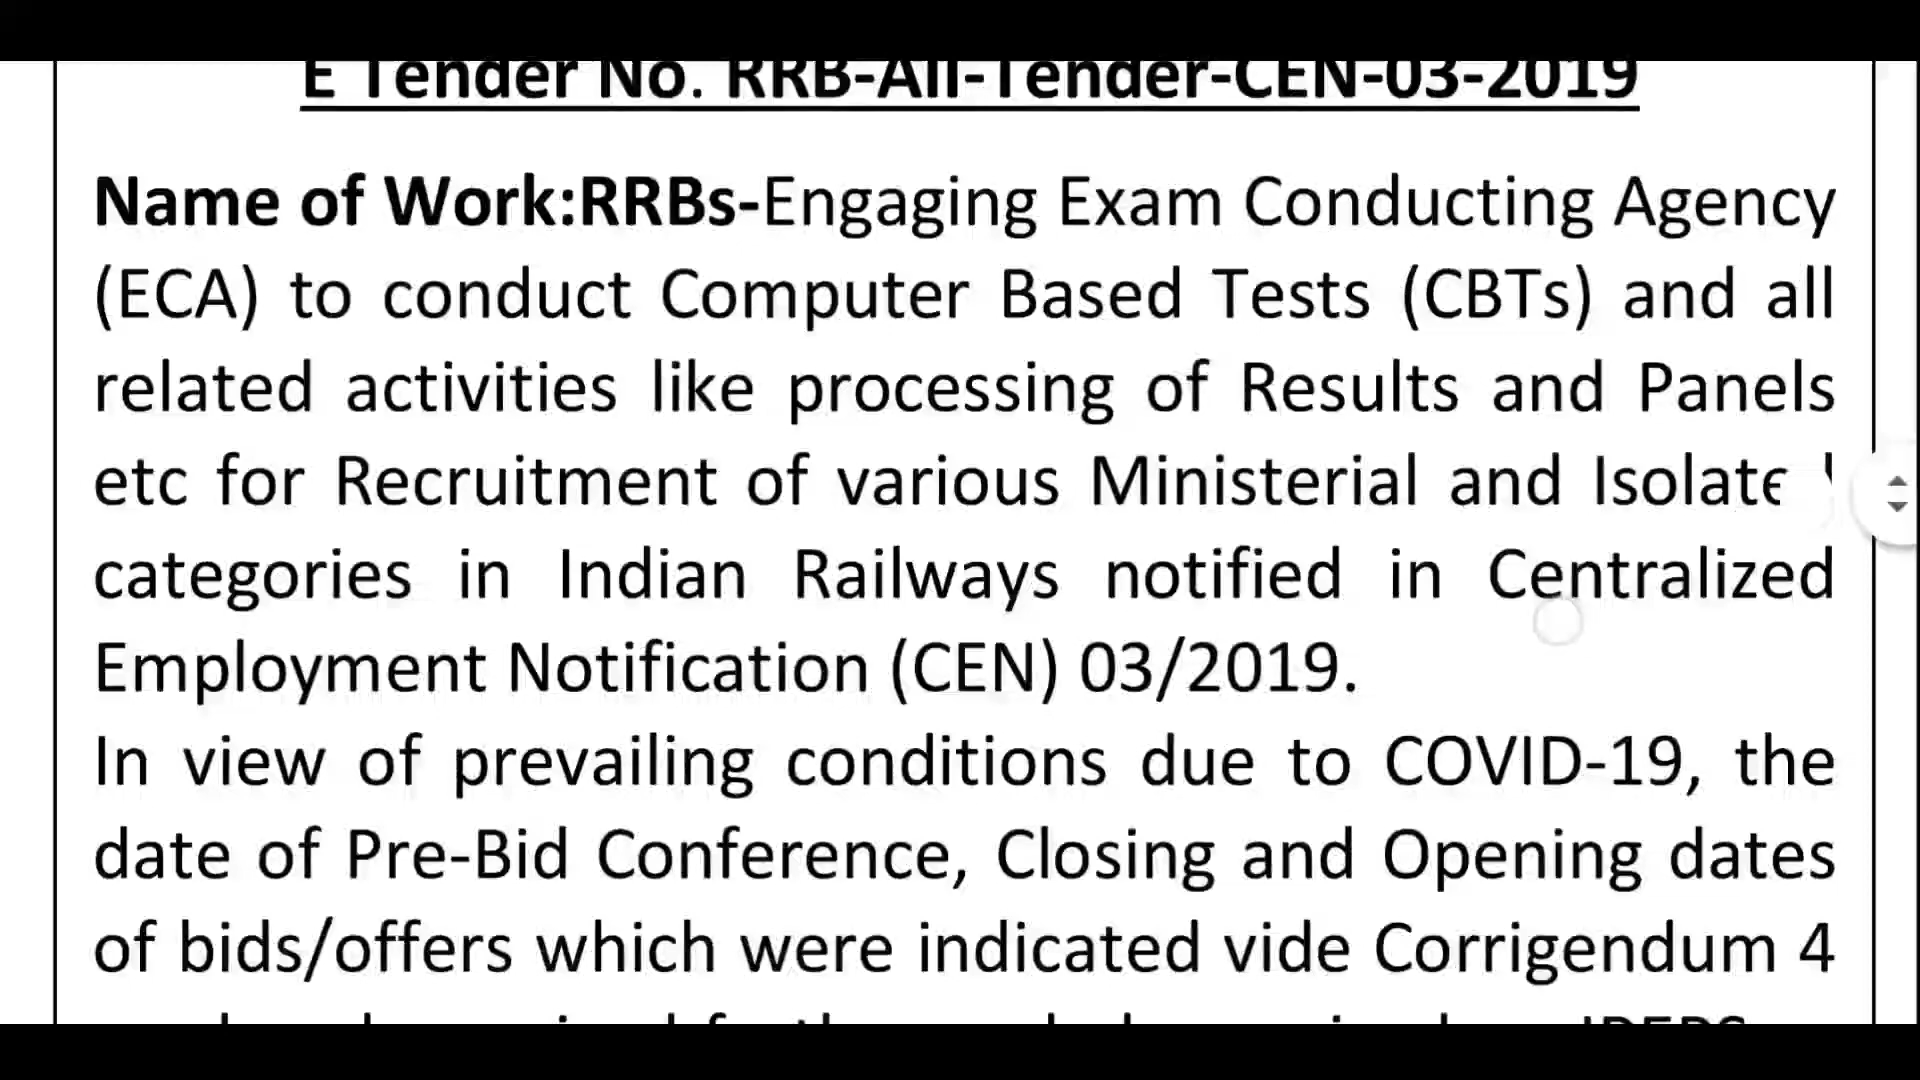 E Tender No. RRB-All-Tender-CEN-03-2019
Name of Work:RRBs-Engaging Exam Conducting Agency
(ECA) to conduct Computer Based Tests (CBTs) and all
related activities like processing of Results and Panels
etc for Recruitment of various Ministerial and Isolated
categories in Indian Railways notified in Centralized
Employment Notification (CEN) 03/2019.
In view of prevailing conditions due to COVID-19, the
date of Pre-Bid Conference, Closing and Opening dates
of bids/offers which were indicated vide Corrigendum 4